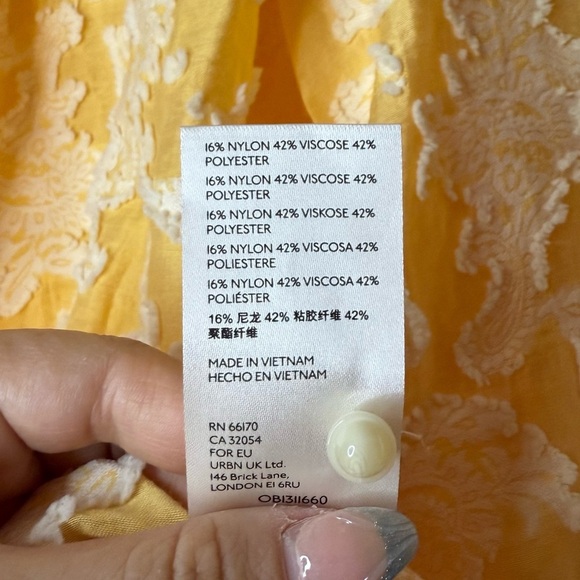 16% NYLON 42% VISCOSE 42%
POLYESTER
16% NYLON 42% VISCOSE 42%
POLYESTER
16% NYLON 42% VISKOSE 42%
POLYESTER
16% NYLON 42% VISCOSA 42%
POLIESTERE
16% NYLON 42% VISCOSA 42%
POLIÉSTER
16% 尼龙 42% 粘胶纤维 42%
聚酯纤维
MADE IN VIETNAM
HECHO EN VIETNAM
RN 66170
CA 32054
FOR EU
URBN UK Ltd.
146 Brick Lane,
LONDON E1 6RU
OB1311660